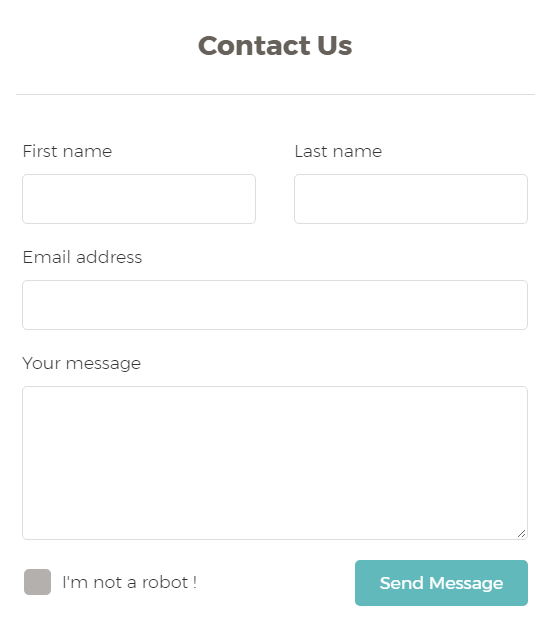 Contact Us
First name
Last name
Email address
Your message
I'm not a robot !
Send Message